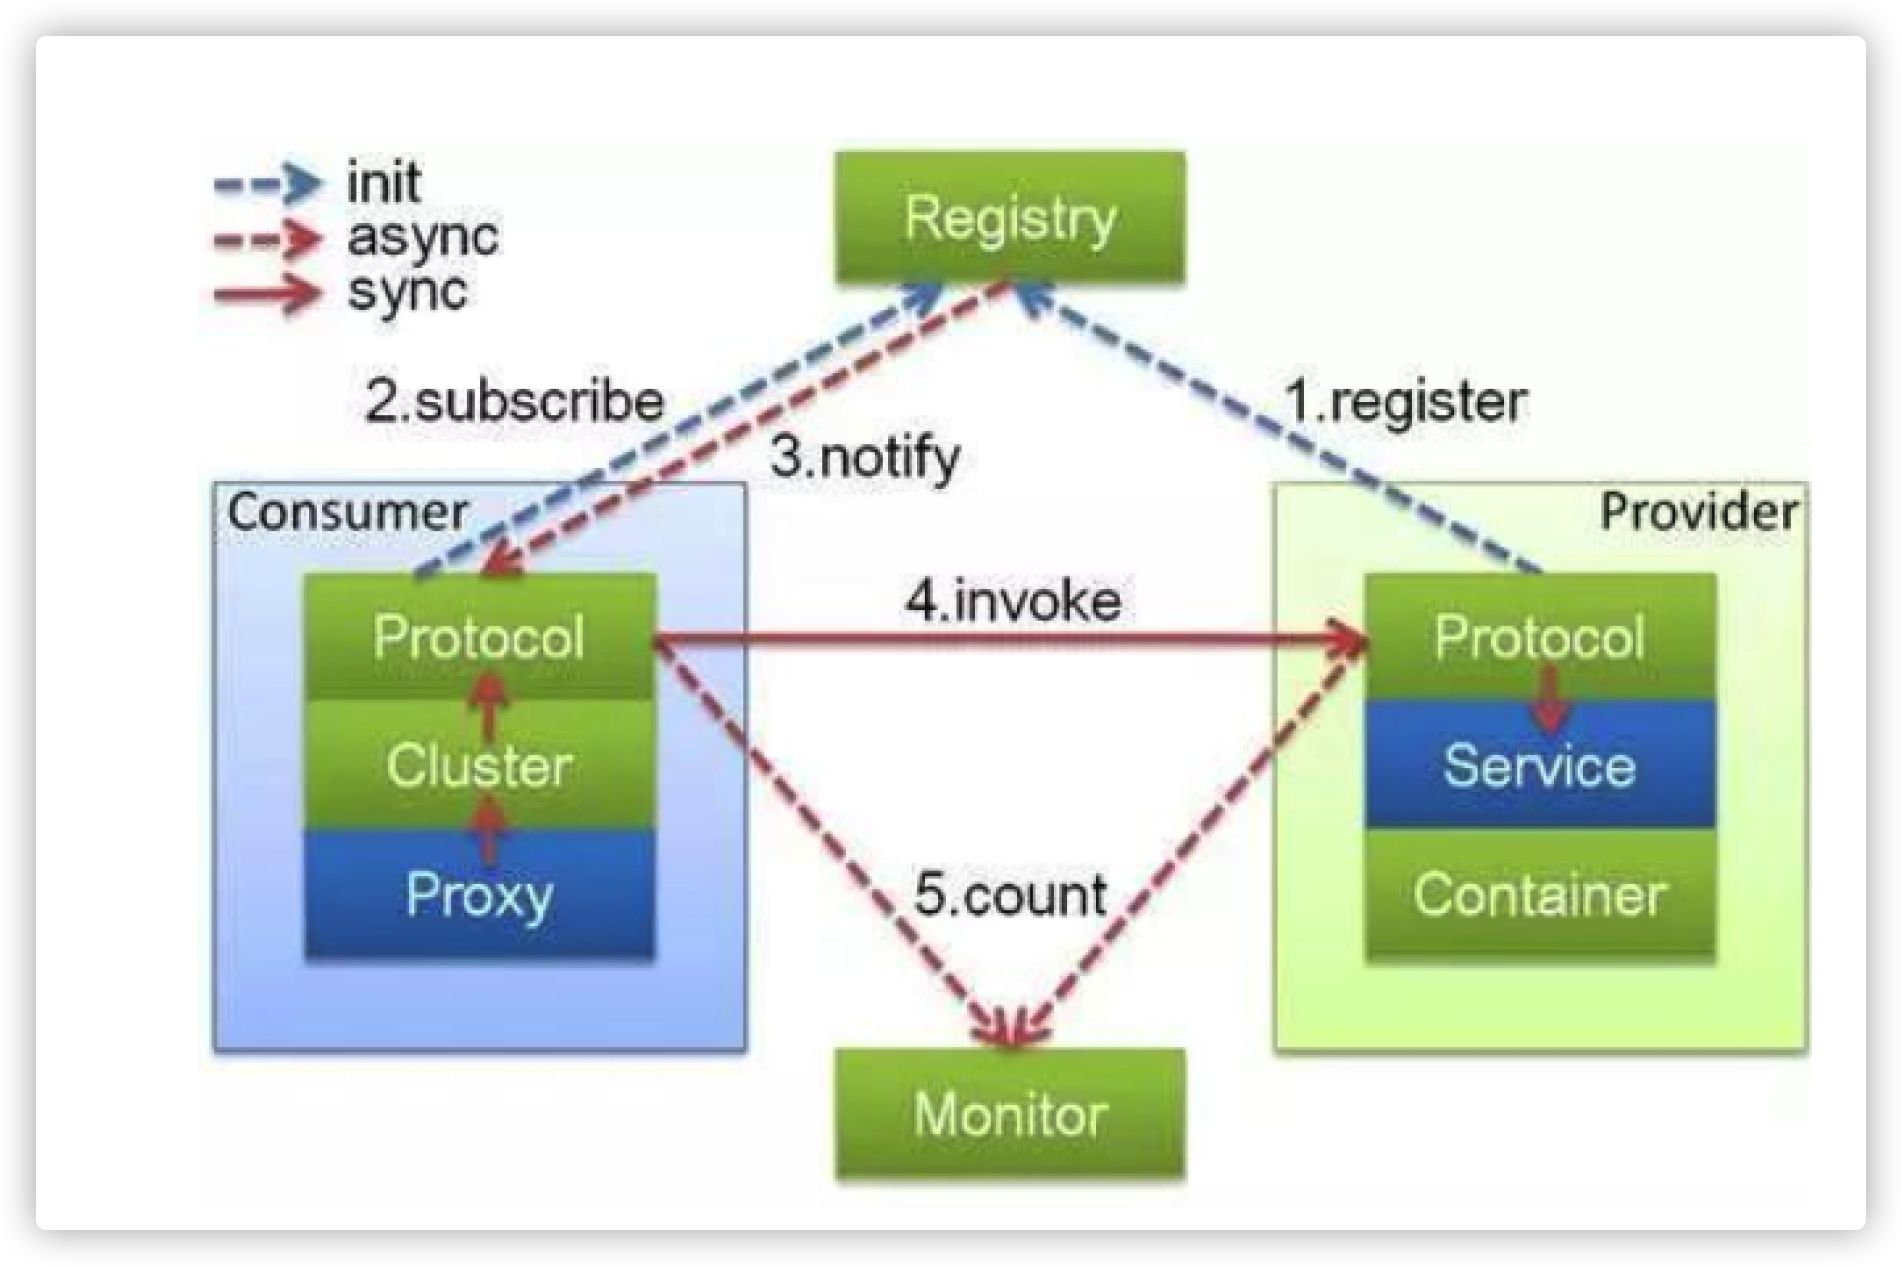 init
async
sync
Registry
2.subscribe
1.register
3.notify
Consumer
Provider
4.invoke
Protocol
Protocol
Cluster
Service
Proxy
Container
5.count
Monitor